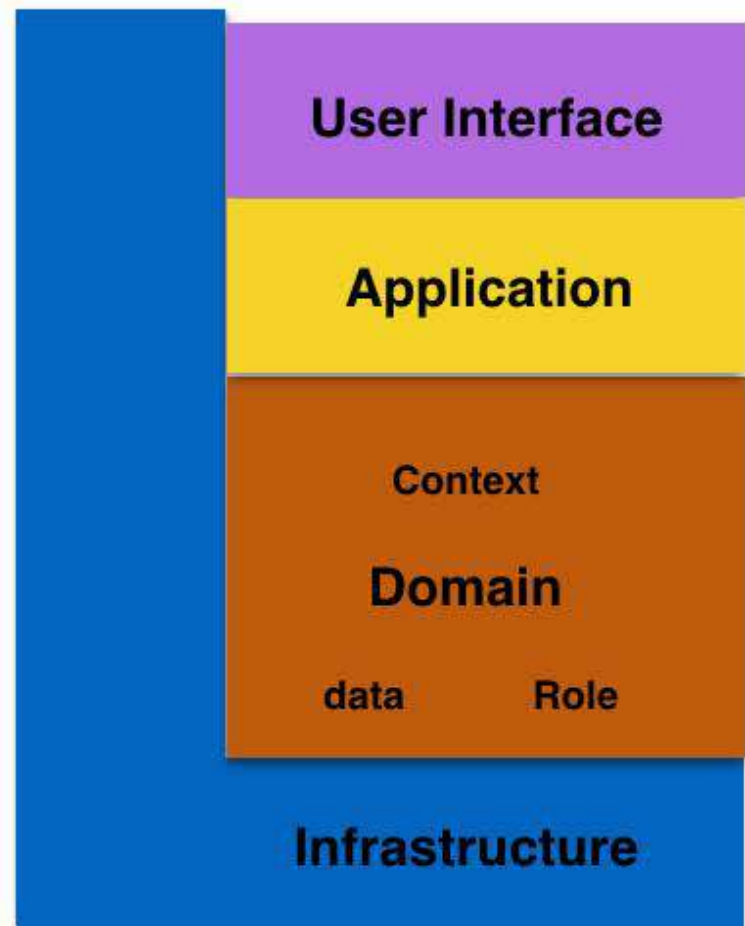 User Interface
Application
Context
Domain
data Role
Infrastructure